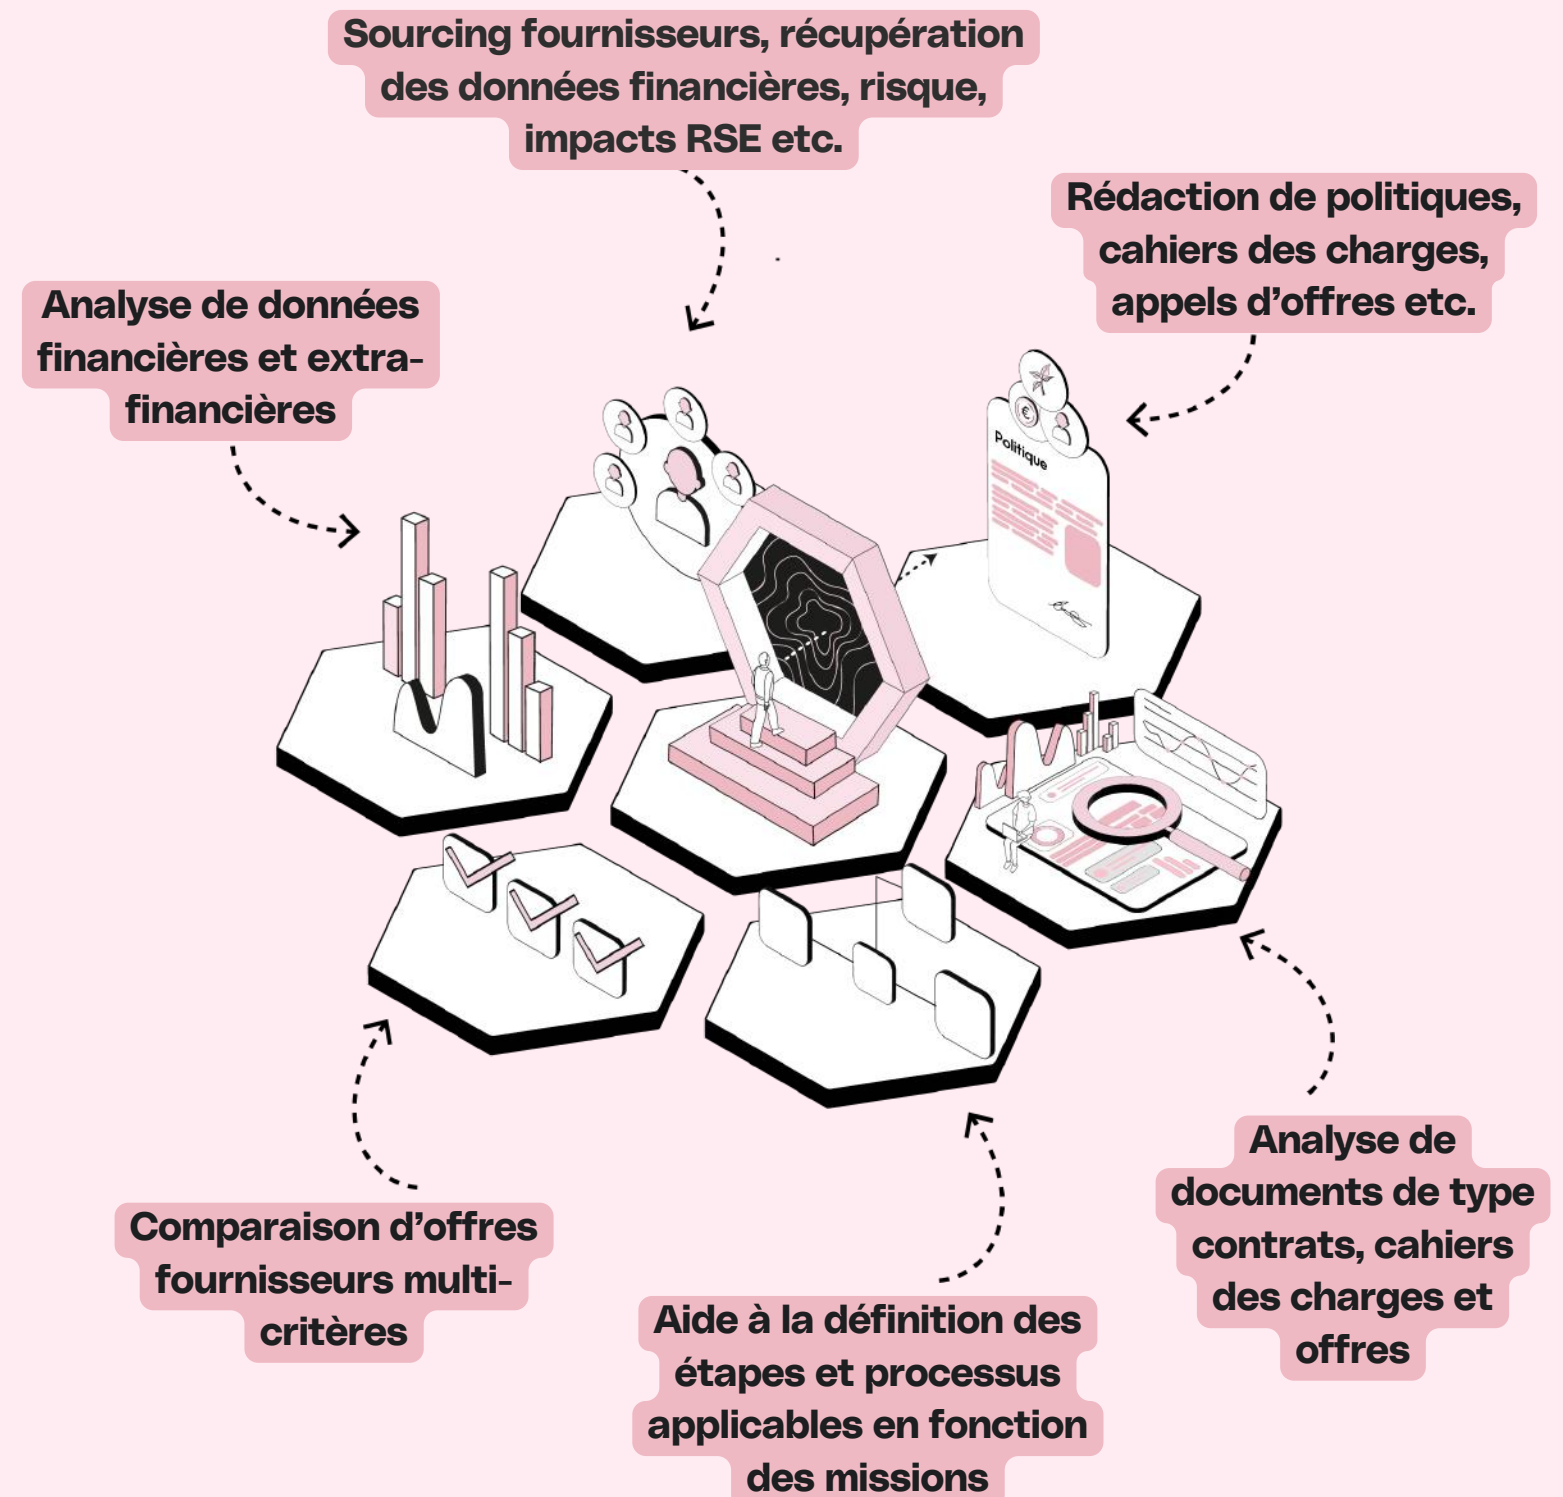 Sourcing fournisseurs, récupération
des données financières, risque,
impacts RSE etc.
Rédaction de politiques,
cahiers des charges,
appels d’offres etc.
Analyse de données
financières et extra-
financières
Politique
€
Comparaison d’offres
fournisseurs multi-
critères
Aide à la définition des
étapes et processus
applicables en fonction
des missions
Analyse de
documents de type
contrats, cahiers
des charges et
offres